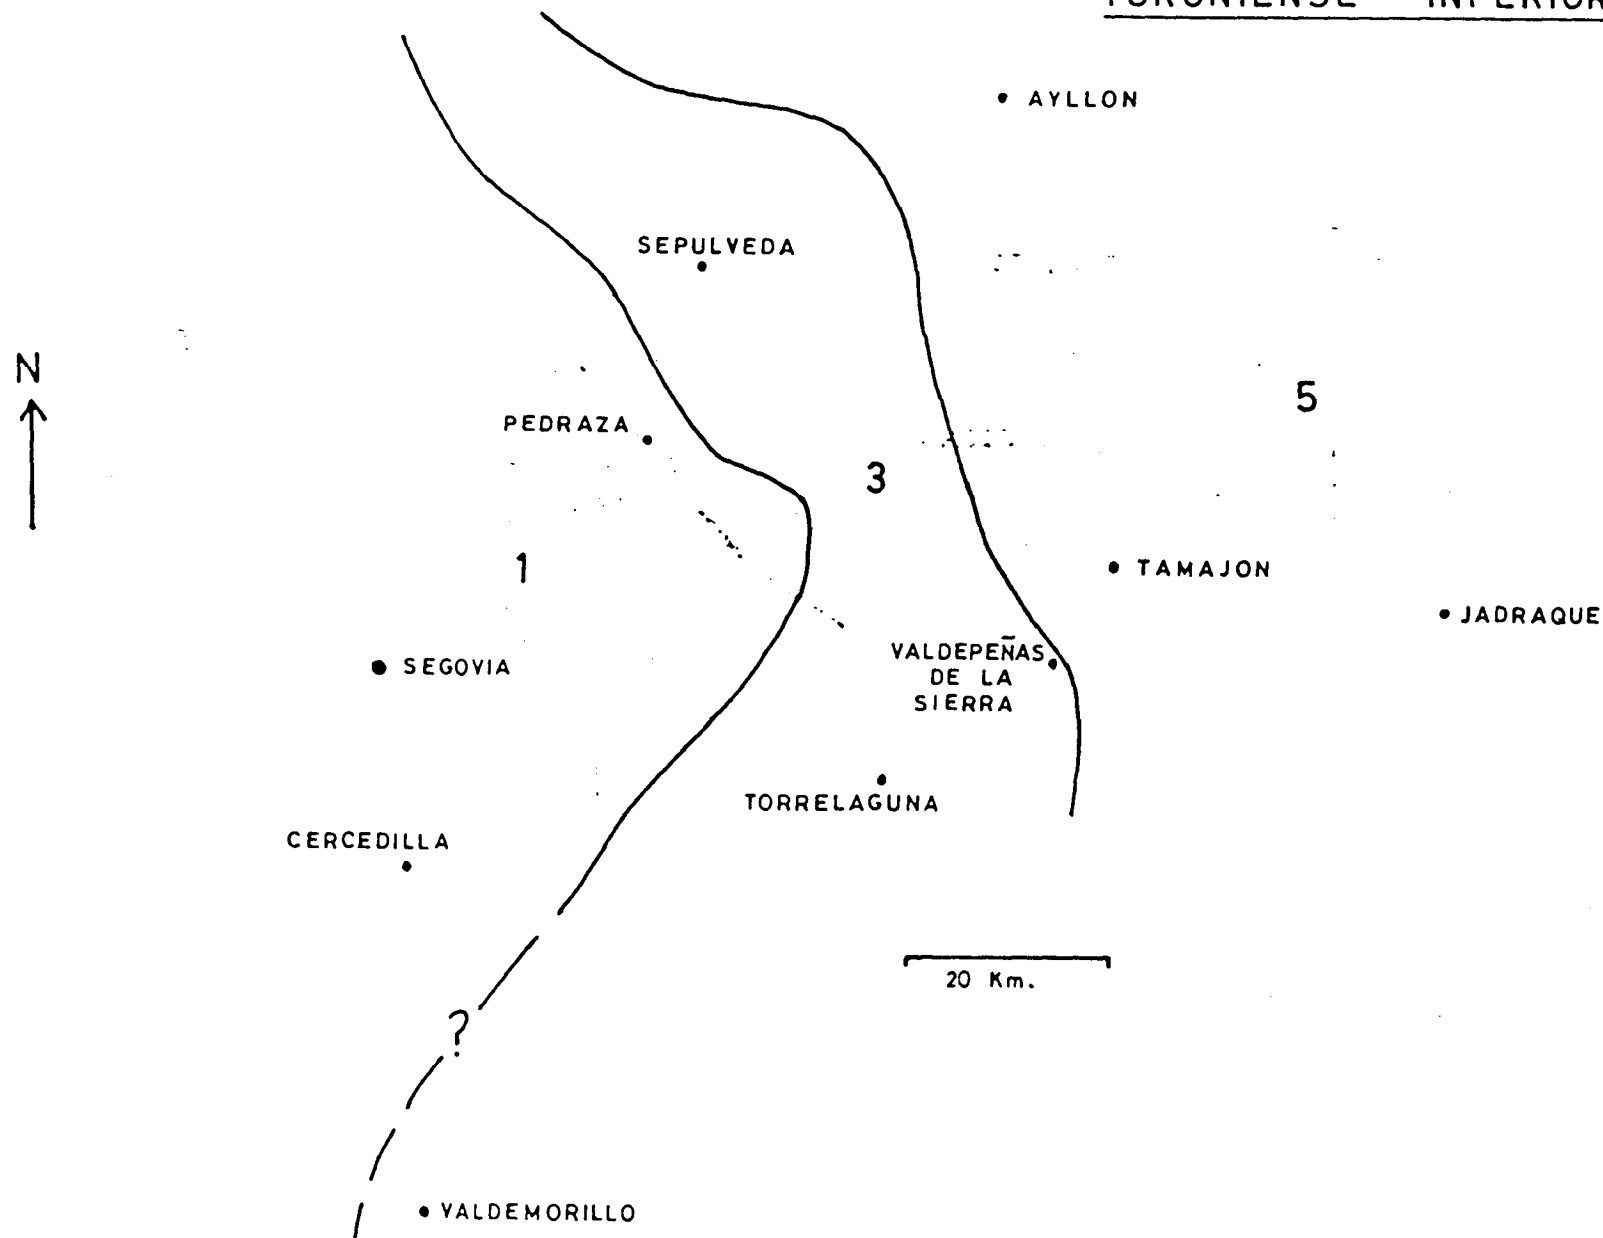 TURONIENSE INFERIOR
AYLLON
SEPULVEDA
N
5
PEDRAZA
3
1
TAMAJON
JADRAQUE
VALDEPEÑAS
DE LA
SIERRA
SEGOVIA
TORRELAGUNA
CERCEDILLA
20 Km.
?
VALDEMORILLO